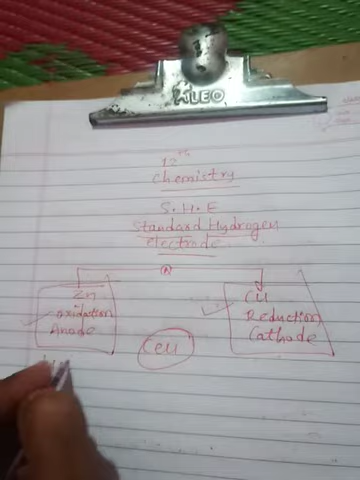 KLEO
12th
Chemistry
S.H.E
Standard Hydrogen
electrode
A
Zn
oxidation
Anode
Cu
Reduction
Cathode
Cell